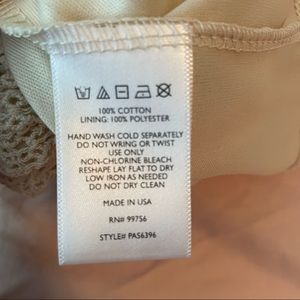 100% COTTON
LINING: 100% POLYESTER
HAND WASH COLD SEPARATELY
DO NOT WRING OR TWIST
USE ONLY
NON-CHLORINE BLEACH
RESHAPE LAY FLAT TO DRY
LOW IRON AS NEEDED
DO NOT DRY CLEAN
MADE IN USA
RN# 99756
STYLE# PAS6396